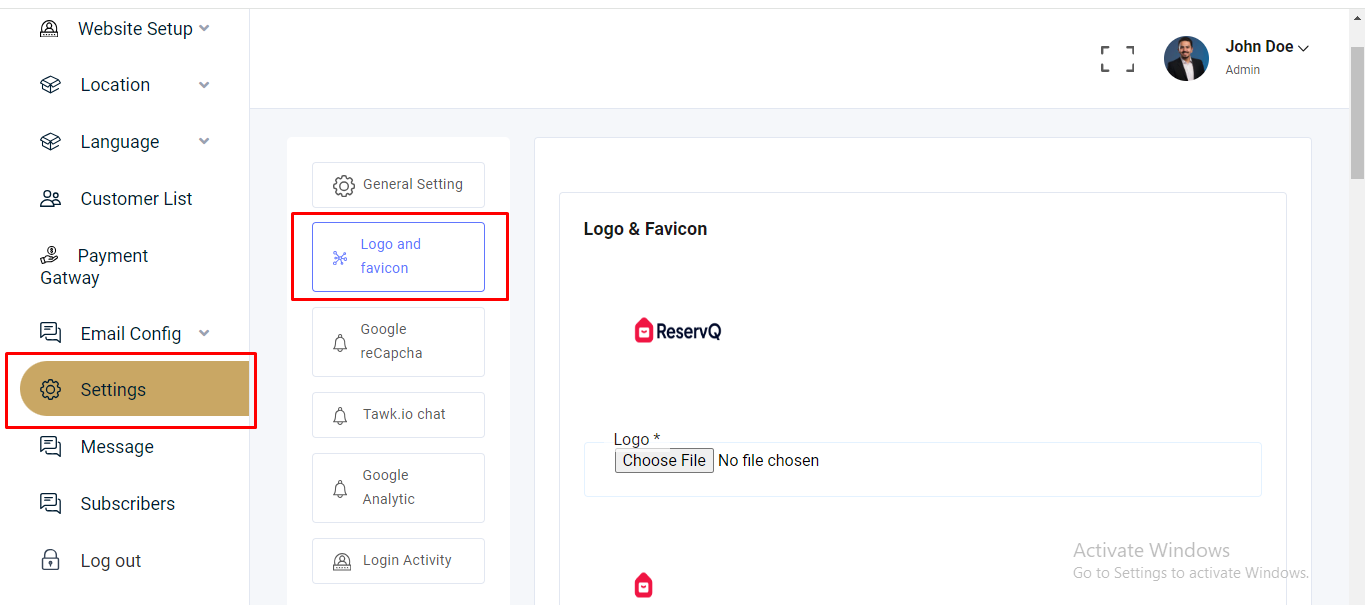 Website Setup
Location
Language
Customer List
Payment
Gatway
Email Config
Settings
Message
Subscribers
Log out
John Doe
Admin
General Setting
Logo and
favicon
Google
reCapcha
Tawk.io chat
Google
Analytic
Login Activity
Logo & Favicon
ReservQ
Logo *
Choose File No file chosen
Activate Windows
Go to Settings to activate Windows.